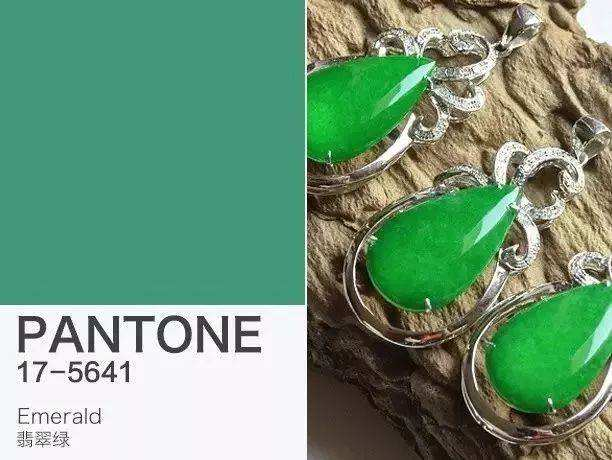 PANTONE
17-5641
Emerald
翡翠绿